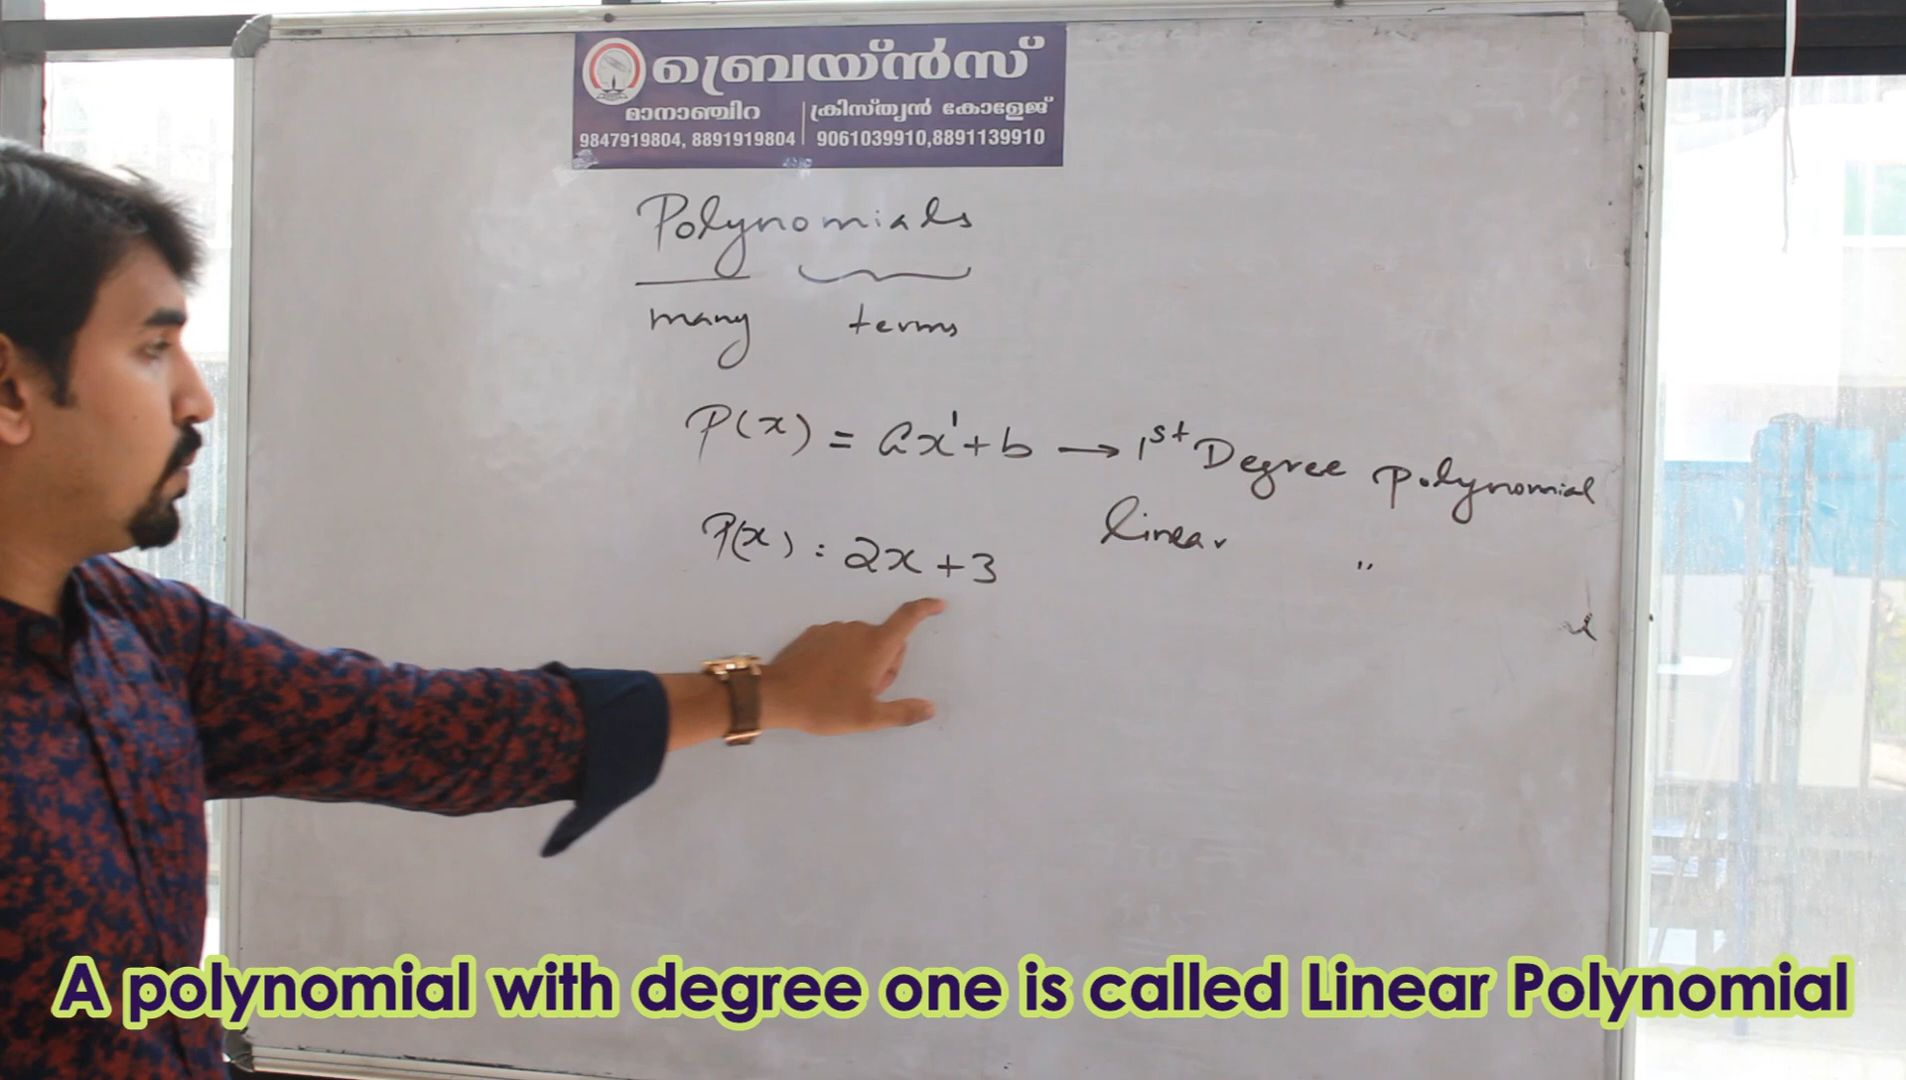 ബ്രെയ്ൻസ്
മാനാഞ്ചിറ
ക്രിസ്ത്യൻ കോളേജ്
9847919804, 8891919804
9061039910,8891139910
Polynomials
many terms
P(x) = ax¹+b → 1st Degree polynomial
linear "
P(x) : 2x+3
A polynomial with degree one is called Linear Polynomial